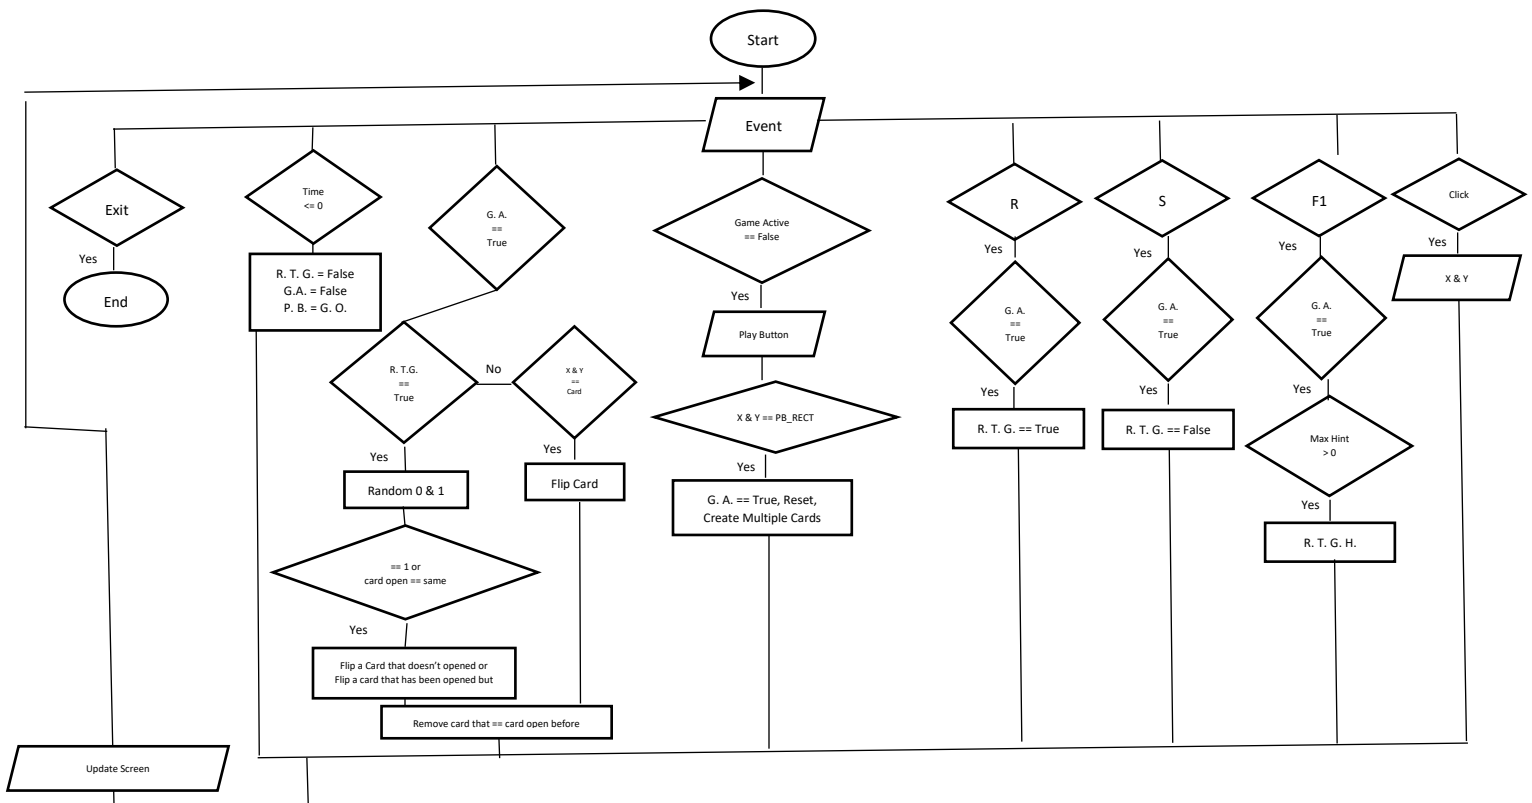 Start
Event
Exit
Yes
End
Time
<= 0
R. T. G. = False
G.A. = False
P. B. = G. O.
G. A.
==
True
R. T.G.
==
True
No
X & Y
==
Card
Yes
Random 0 & 1
Yes
Flip Card
== 1 or
card open == same
Yes
Flip a Card that doesn't opened or
Flip a card that has been opened but
Remove card that == card open before
Game Active
== False
Yes
Play Button
X & Y == PB_RECT
Yes
G. A. == True, Reset,
Create Multiple Cards
R
Yes
G. A.
==
True
Yes
R. T. G. == True
S
Yes
G. A.
==
True
Yes
R. T. G. == False
F1
Yes
G. A.
==
True
Yes
Max Hint
> 0
Yes
R. T. G. H.
Click
Yes
X & Y
Update Screen